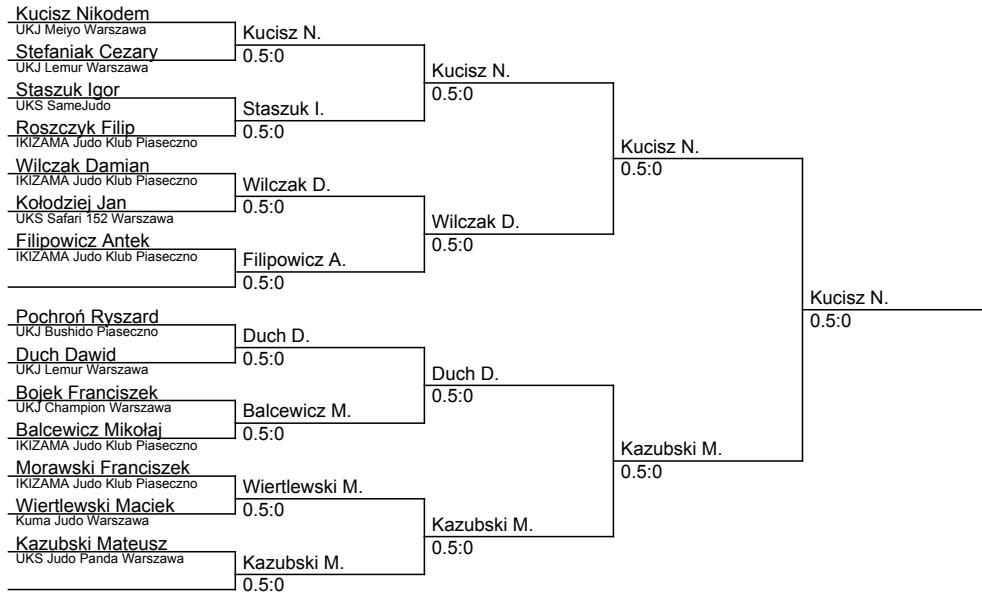 Kucisz Nikodem
UKJ Meiyo Warszawa
Stefaniak Cezary
UKJ Lemur Warszawa
Staszuk Igor
UKS SameJudo
Roszczyk Filip
IKIZAMA Judo Klub Piaseczno
Wilczak Damian
IKIZAMA Judo Klub Piaseczno
Kołodziej Jan
UKS Safari 152 Warszawa
Filipowicz Antek
IKIZAMA Judo Klub Piaseczno
Pochroń Ryszard
UKJ Bushido Piaseczno
Duch Dawid
UKJ Lemur Warszawa
Bojek Franciszek
UKJ Champion Warszawa
Balcewicz Mikołaj
IKIZAMA Judo Klub Piaseczno
Morawski Franciszek
IKIZAMA Judo Klub Piaseczno
Wiertlewski Maciek
Kuma Judo Warszawa
Kazubski Mateusz
UKS Judo Panda Warszawa
Kucisz N.
0.5:0
Staszuk I.
0.5:0
Wilczak D.
0.5:0
Filipowicz A.
0.5:0
Duch D.
0.5:0
Balcewicz M.
0.5:0
Wiertlewski M.
0.5:0
Kazubski M.
0.5:0
Kucisz N.
0.5:0
Wilczak D.
0.5:0
Duch D.
0.5:0
Kazubski M.
0.5:0
Kucisz N.
0.5:0
Kazubski M.
0.5:0
Kucisz N.
0.5:0